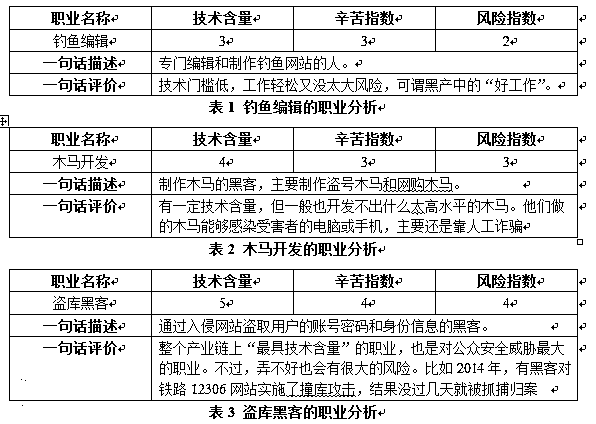 职业名称 技术含量 辛苦指数 风险指数
钓鱼编辑 3 3 2
一句话描述 专门编辑和制作钓鱼网站的人。
一句话评价 技术门槛低，工作轻松又没太大风险，可谓黑产中的“好工作”。
表 1 钓鱼编辑的职业分析
职业名称 技术含量 辛苦指数 风险指数
木马开发 4 3 3
一句话描述 制作木马的黑客，主要制作盗号木马和网购木马。
一句话评价 有一定技术含量，但一般也开发不出什么太高水平的木马。他们做
的木马能够感染受害者的电脑或手机，主要还是靠人工诈骗
表 2 木马开发的职业分析
职业名称 技术含量 辛苦指数 风险指数
盗库黑客 5 4 4
一句话描述 通过入侵网站盗取用户的账号密码和身份信息的黑客。
一句话评价 整个产业链上“最具技术含量”的职业，也是对公众安全威胁最大
的职业。不过，弄不好也会有很大的风险。比如 2014 年，有黑客对
铁路 12306 网站实施了撞库攻击，结果没过几天就被抓捕归案
表 3 盗库黑客的职业分析